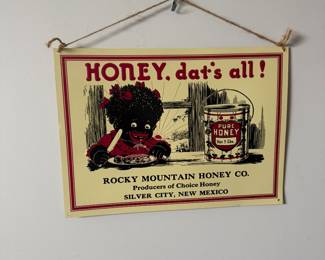 HONEY, dat's all!
PURE
HONEY
ROCKY MOUNTAIN HONEY CO.
Producers of Choice Honey
SILVER CITY, NEW MEXICO